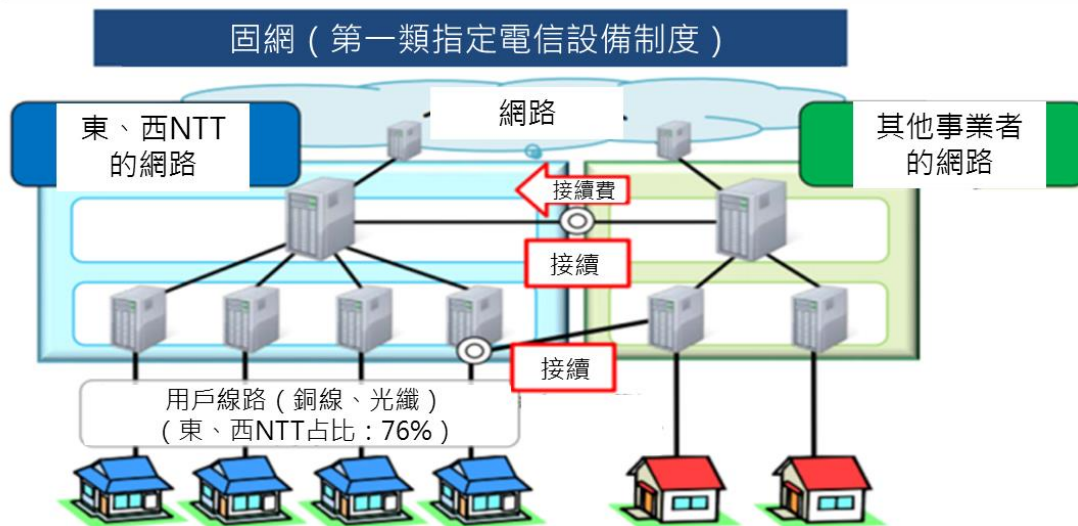 固網（第一類指定電信設備制度）
東、西NTT
的網路
網路
其他事業者
的網路
接續費
接續
接續
用戶線路（銅線、光纖）
（東、西NTT占比：76%）